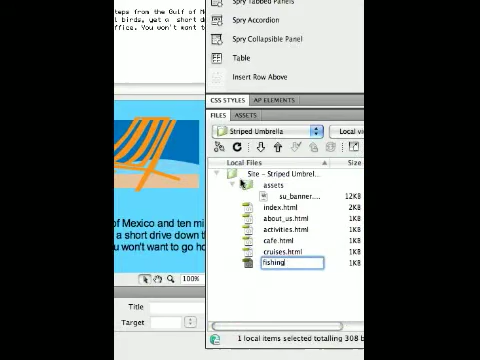 Spry Tabbed Panels
teps from the Gulf of M
Spry Accordion
l birds, yet a short d
ffice. You won't want to
Spry Collapsible Panel
Table
Insert Row Above
CSS STYLES AP ELEMENTS
FILES ASSETS
Striped Umbrella Local vi
Local Files Size
Site - Striped Umbrel...
assets
su_banner.... 12KB
index.html 2KB
about_us.html 1KB
activities.html 1KB
cafe.html 1KB
cruises.html 1KB
fishing 1KB
of Mexico and ten mi
a short drive down th
ou won't want to go ho
100%
Title
Target
1 local items selected totalling 308 b